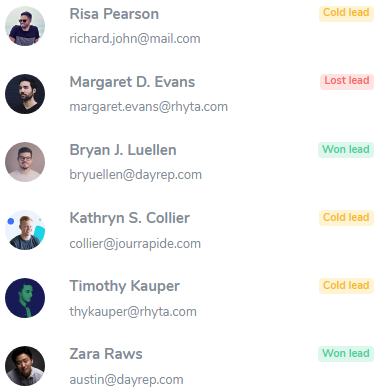 Risa Pearson
Cold lead
richard.john@mail.com
Margaret D. Evans
Lost lead
margaret.evans@rhyta.com
Bryan J. Luellen
Won lead
bryuellen@dayrep.com
Kathryn S. Collier
Cold lead
collier@jourrapide.com
Timothy Kauper
Cold lead
thykauper@rhyta.com
Zara Raws
Won lead
austin@dayrep.com